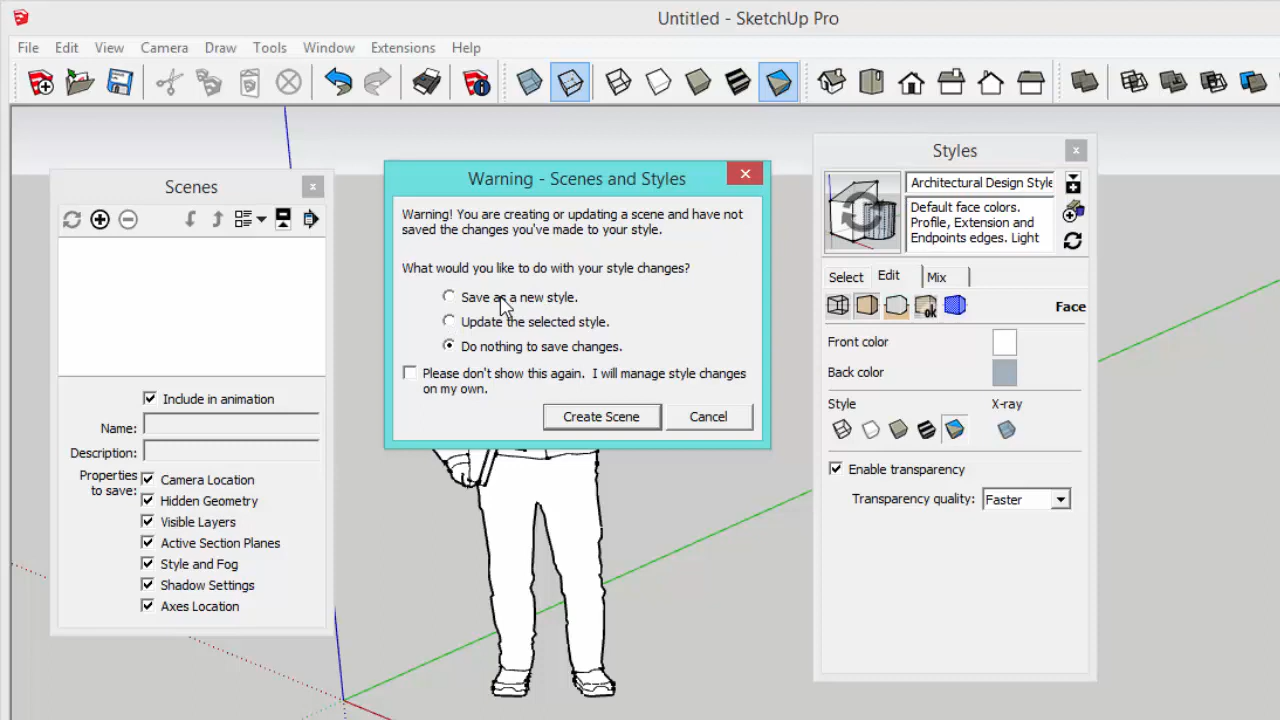 Untitled - SketchUp Pro
File Edit View Camera Draw Tools Window Extensions Help
Scenes
Include in animation
Name:
Description:
Properties
to save:
Camera Location
Hidden Geometry
Visible Layers
Active Section Planes
Style and Fog
Shadow Settings
Axes Location
Warning - Scenes and Styles
Warning! You are creating or updating a scene and have not
saved the changes you've made to your style.
What would you like to do with your style changes?
Save as a new style.
Update the selected style.
Do nothing to save changes.
Please don't show this again. I will manage style changes
on my own.
Create Scene Cancel
Styles
Architectural Design Style
Default face colors.
Profile, Extension and
Endpoints edges. Light
Select Edit Mix
ok
Face
Front color
Back color
Style X-ray
Enable transparency
Transparency quality: Faster